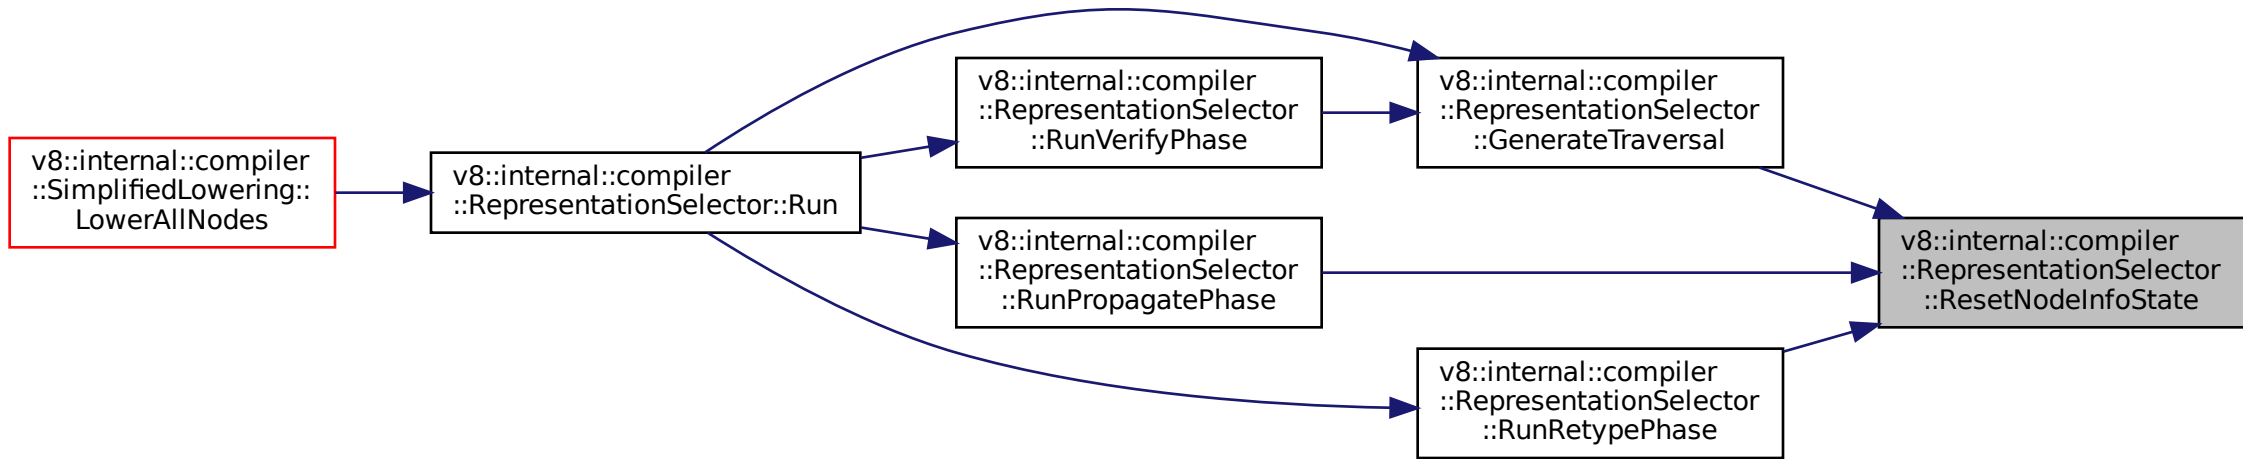 v8::internal::compiler
::SimplifiedLowering::
LowerAllNodes
v8::internal::compiler
::RepresentationSelector::Run
v8::internal::compiler
::RepresentationSelector
::RunVerifyPhase
v8::internal::compiler
::RepresentationSelector
::RunPropagatePhase
v8::internal::compiler
::RepresentationSelector
::GenerateTraversal
v8::internal::compiler
::RepresentationSelector
::RunRetypePhase
v8::internal::compiler
::RepresentationSelector
::ResetNodeInfoState